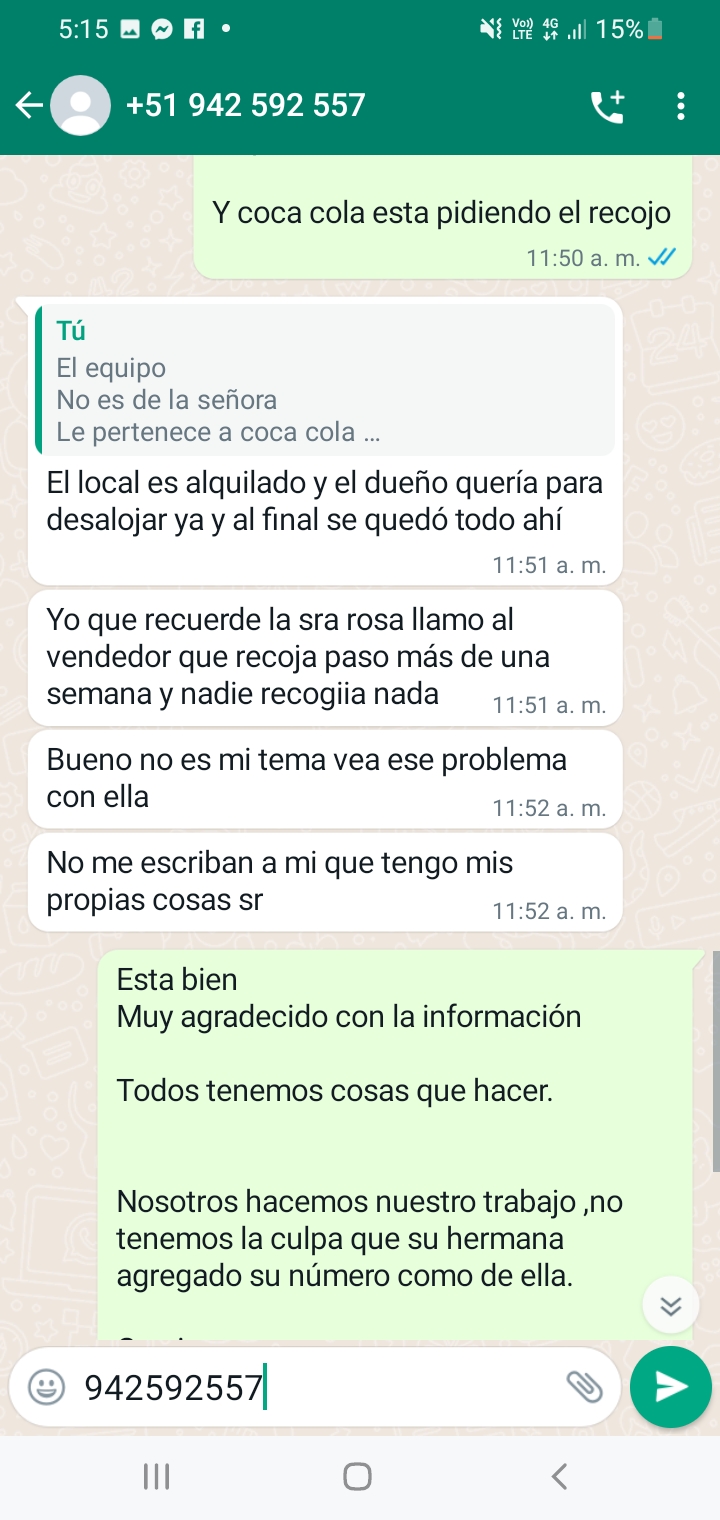 5:15
Vo)) LTE 4G 15%
+51 942 592 557
Y coca cola esta pidiendo el recojo
11:50 a. m.
Tú
El equipo
No es de la señora
Le pertenece a coca cola ...
El local es alquilado y el dueño quería para
desalojar ya y al final se quedó todo ahí
11:51 a. m.
Yo que recuerde la sra rosa llamo al
vendedor que recoja paso más de una
semana y nadie recogiia nada
11:51 a. m.
Bueno no es mi tema vea ese problema
con ella
11:52 a. m.
No me escriban a mi que tengo mis
propias cosas sr
11:52 a. m.
Esta bien
Muy agradecido con la información
Todos tenemos cosas que hacer.
Nosotros hacemos nuestro trabajo ,no
tenemos la culpa que su hermana
agregado su número como de ella.
942592557